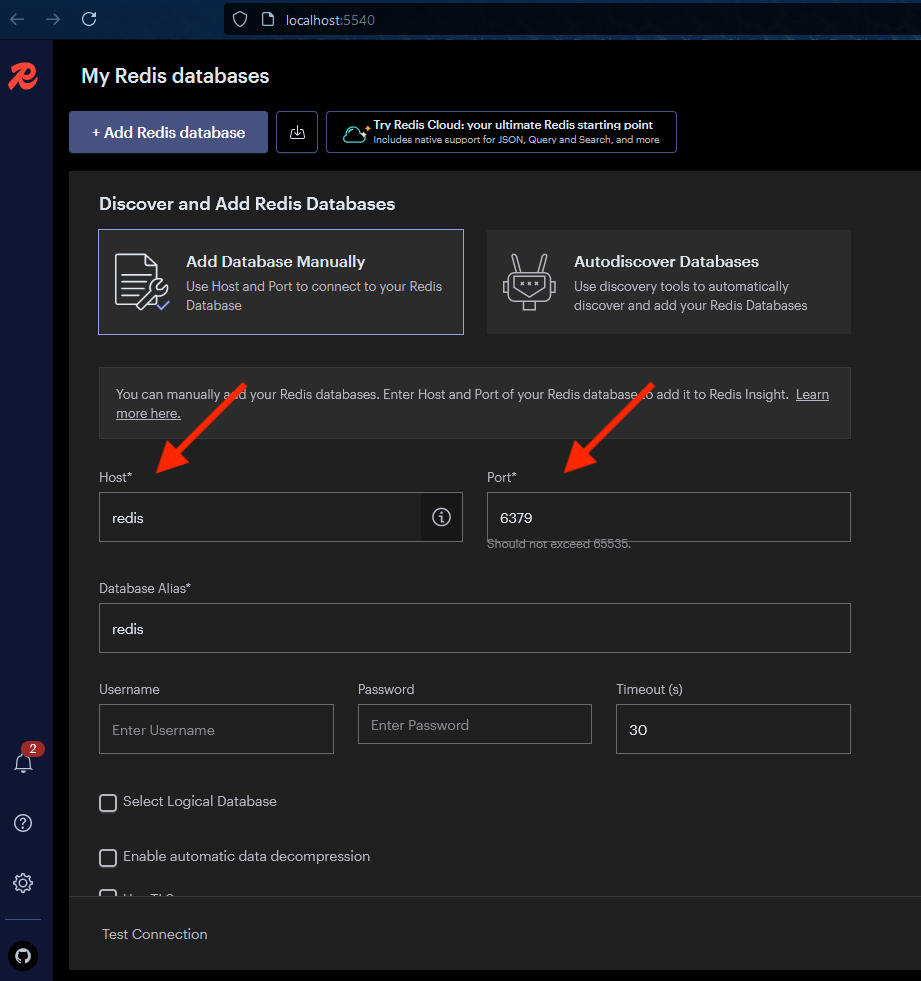 localhost:5540
My Redis databases
+ Add Redis database
Try Redis Cloud: your ultimate Redis starting point
Includes native support for JSON, Query and Search, and more
Discover and Add Redis Databases
Add Database Manually
Use Host and Port to connect to your Redis
Database
Autodiscover Databases
Use discovery tools to automatically
discover and add your Redis Databases
You can manually add your Redis databases. Enter Host and Port of your Redis database to add it to Redis Insight. Learn
more here.
Host*
Port*
redis
6379
Should not exceed 65535.
Database Alias*
redis
Username
Password
Timeout (s)
Enter Username
Enter Password
30
2
Select Logical Database
Enable automatic data decompression
Test Connection